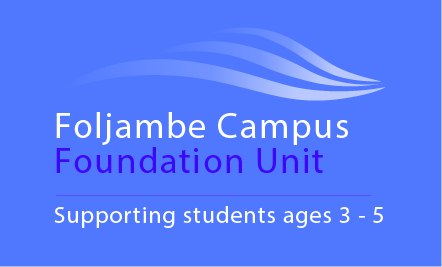 Foljambe Campus
Foundation Unit
Supporting students ages 3 - 5